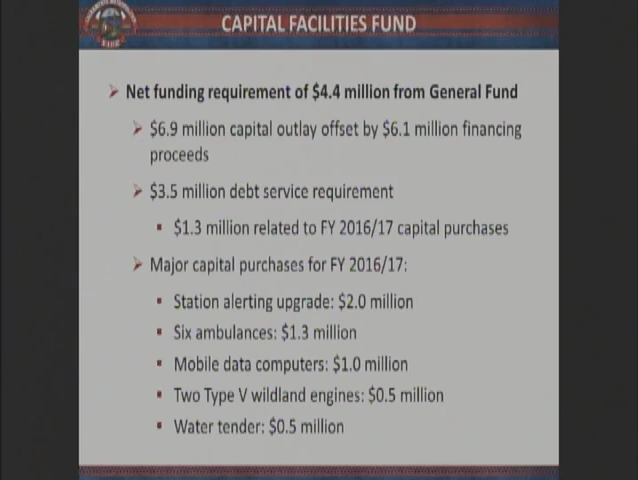 CAPITAL FACILITIES FUND
Net funding requirement of $4.4 million from General Fund
$6.9 million capital outlay offset by $6.1 million financing
proceeds
$3.5 million debt service requirement
$1.3 million related to FY 2016/17 capital purchases
Major capital purchases for FY 2016/17:
Station alerting upgrade: $2.0 million
Six ambulances: $1.3 million
Mobile data computers: $1.0 million
Two Type V wildland engines: $0.5 million
Water tender: $0.5 million